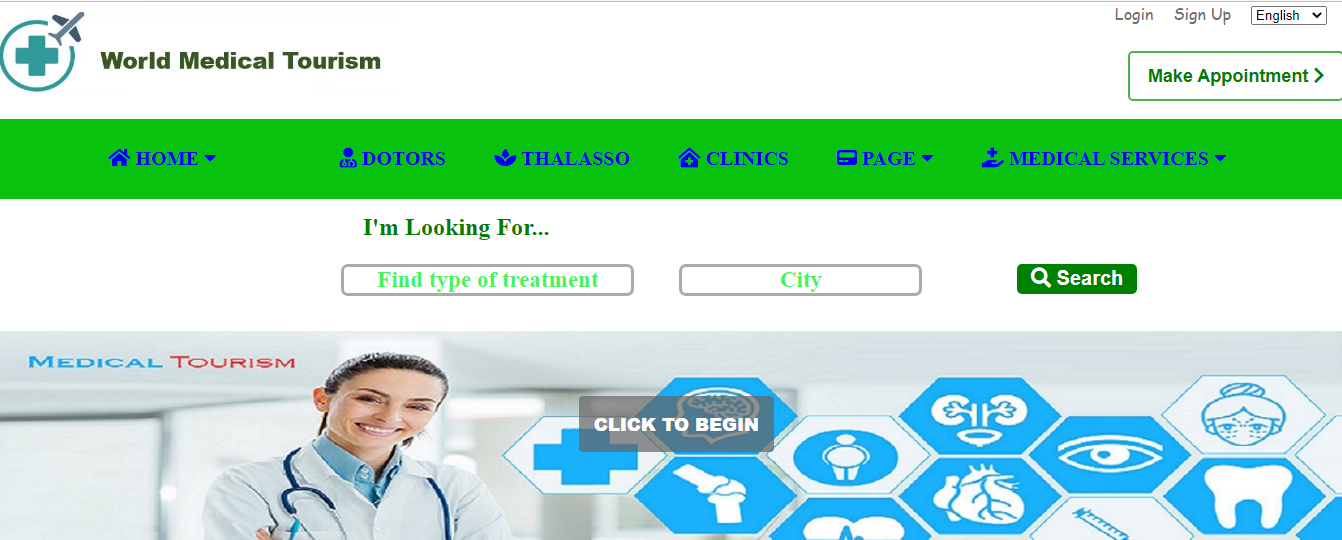 Login Sign Up English
World Medical Tourism
Make Appointment
HOME DOTORS THALASSO CLINICS PAGE MEDICAL SERVICES
I'm Looking For...
Find type of treatment City Search
MEDICAL TOURISM
CLICK TO BEGIN